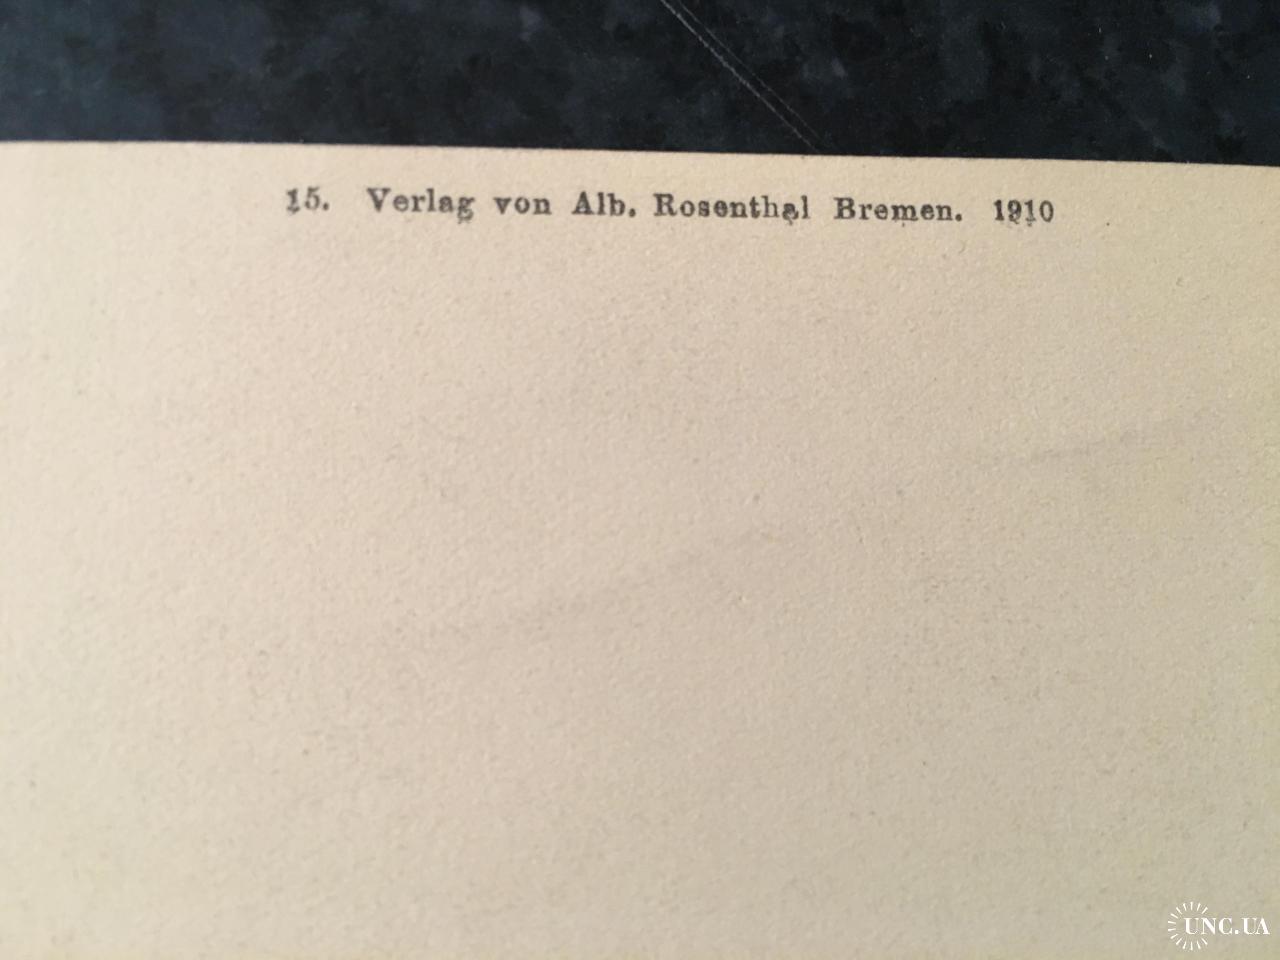 15. Verlag von Alb. Rosenthal Bremen. 1910
UNC.UA